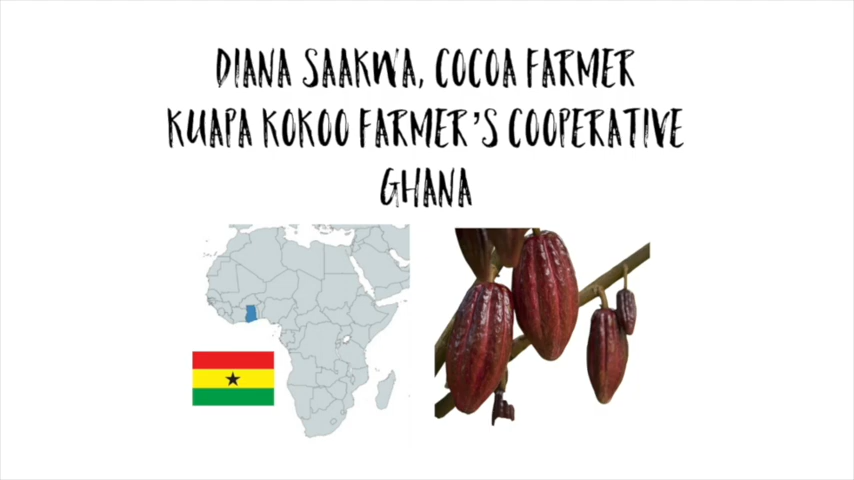 DIANA SAAKWA, COCOA FARMER
KUAPA KOKOO FARMER'S COOPERATIVE
GHANA